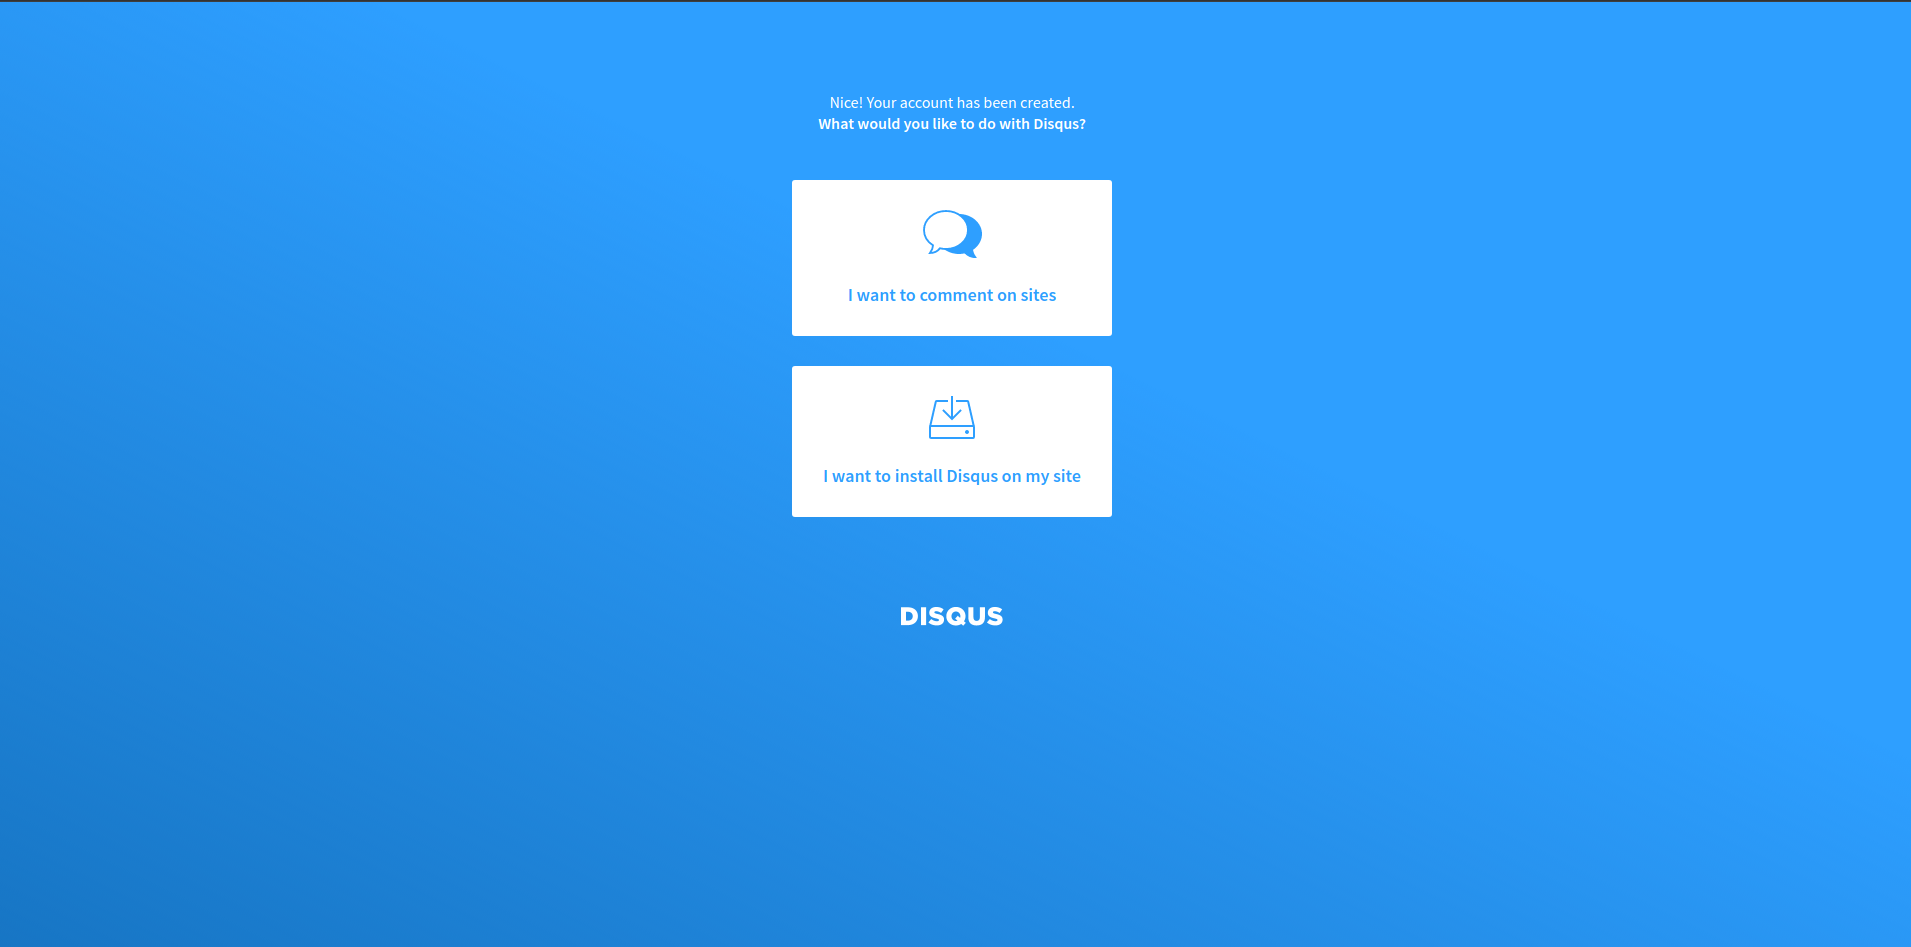 Nice! Your account has been created.
What would you like to do with Disqus?
I want to comment on sites
I want to install Disqus on my site
DISQUS